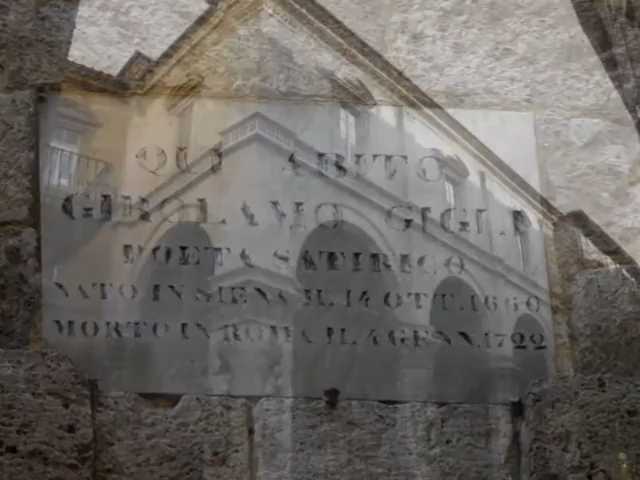 QUI ABITÒ
GIROLAMO GIGLI
POETA SATIRICO
NATO IN SIENA IL 14 OTT. 1660
MORTO IN ROMA IL 4 GENN. 1722